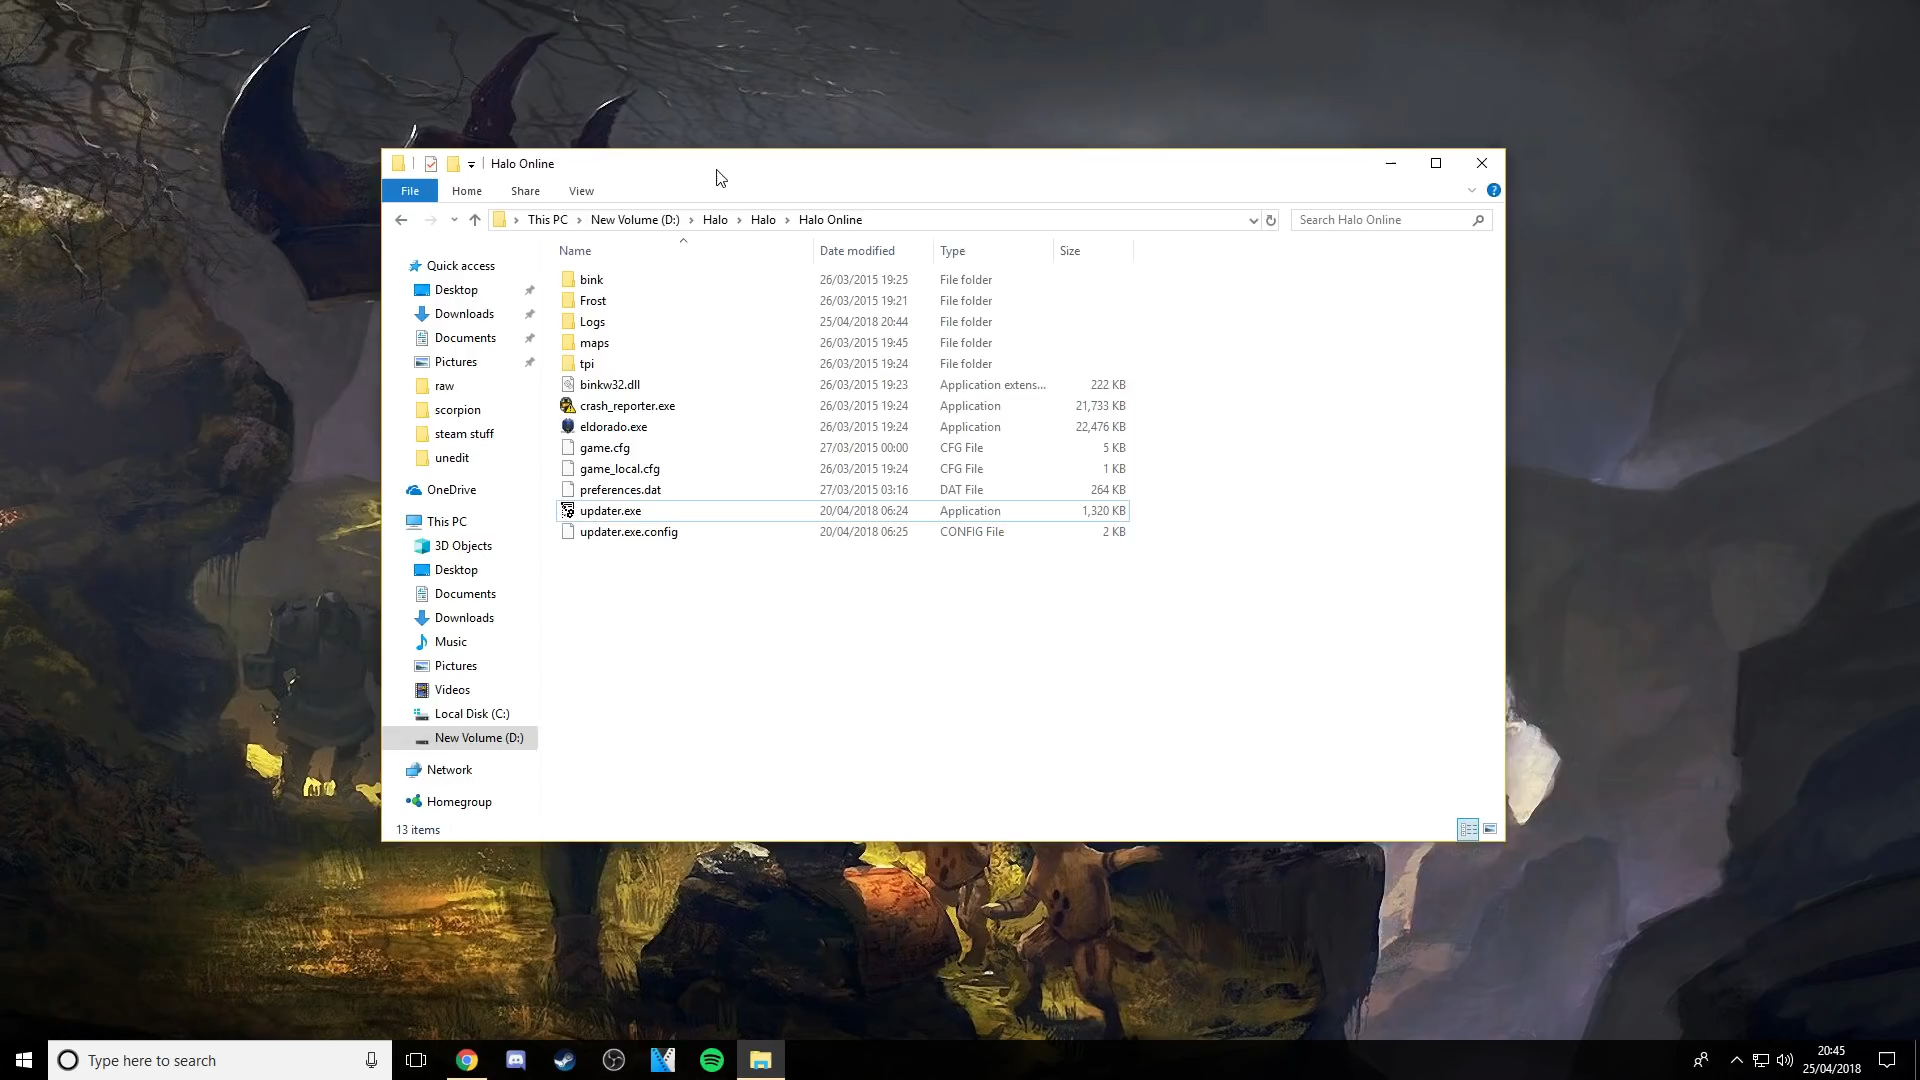 Halo Online
File Home Share View
This PC New Volume (D:) Halo Halo Halo Online Search Halo Online
Name Date modified Type Size
Quick access
Desktop
Downloads
Documents
Pictures
raw
scorpion
steam stuff
unedit
OneDrive
This PC
3D Objects
Desktop
Documents
Downloads
Music
Pictures
Videos
Local Disk (C:)
New Volume (D:)
Network
Homegroup
bink 26/03/2015 19:25 File folder
Frost 26/03/2015 19:21 File folder
Logs 25/04/2018 20:44 File folder
maps 26/03/2015 19:45 File folder
tpi 26/03/2015 19:24 File folder
binkw32.dll 26/03/2015 19:23 Application extens... 222 KB
crash_reporter.exe 26/03/2015 19:24 Application 21,733 KB
eldorado.exe 26/03/2015 19:24 Application 22,476 KB
game.cfg 27/03/2015 00:00 CFG File 5 KB
game_local.cfg 26/03/2015 19:24 CFG File 1 KB
preferences.dat 27/03/2015 03:16 DAT File 264 KB
updater.exe 20/04/2018 06:24 Application 1,320 KB
updater.exe.config 20/04/2018 06:25 CONFIG File 2 KB
13 items
Type here to search
20:45
25/04/2018